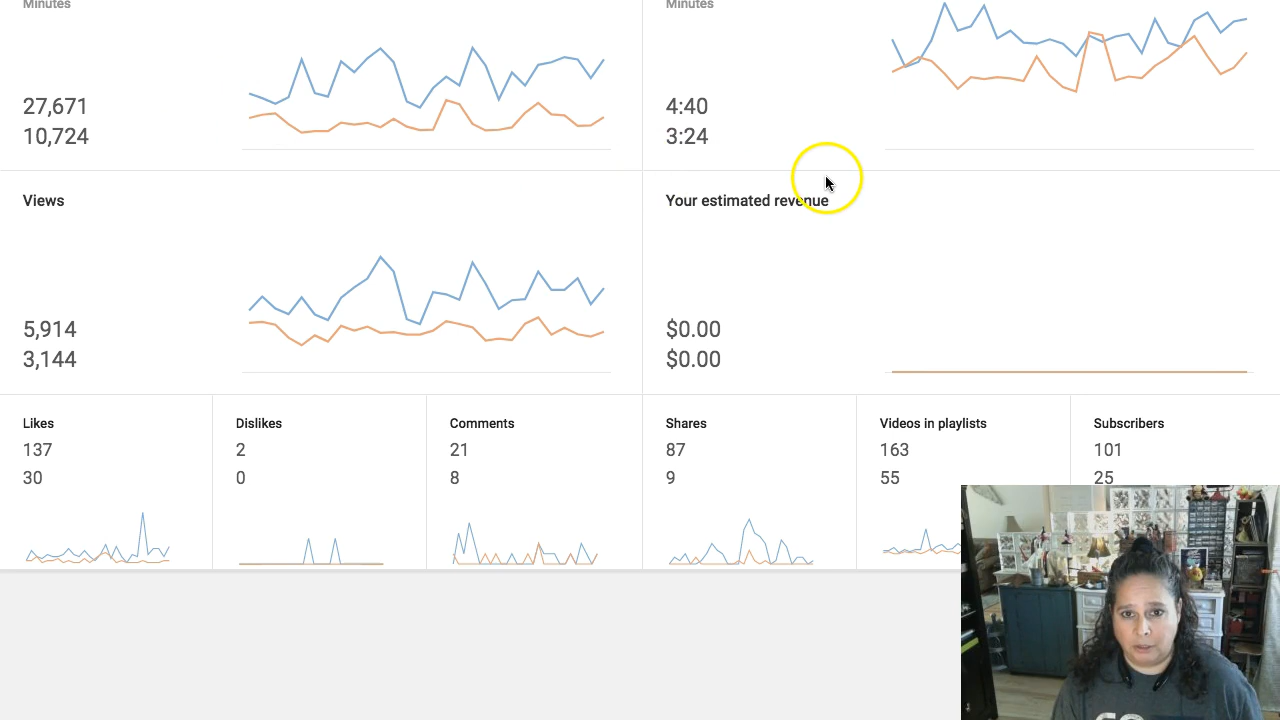 Minutes
27,671
10,724
Minutes
4:40
3:24
Views
5,914
3,144
Your estimated revenue
$0.00
$0.00
Likes
137
30
Dislikes
2
0
Comments
21
8
Shares
87
9
Videos in playlists
163
55
Subscribers
101
25